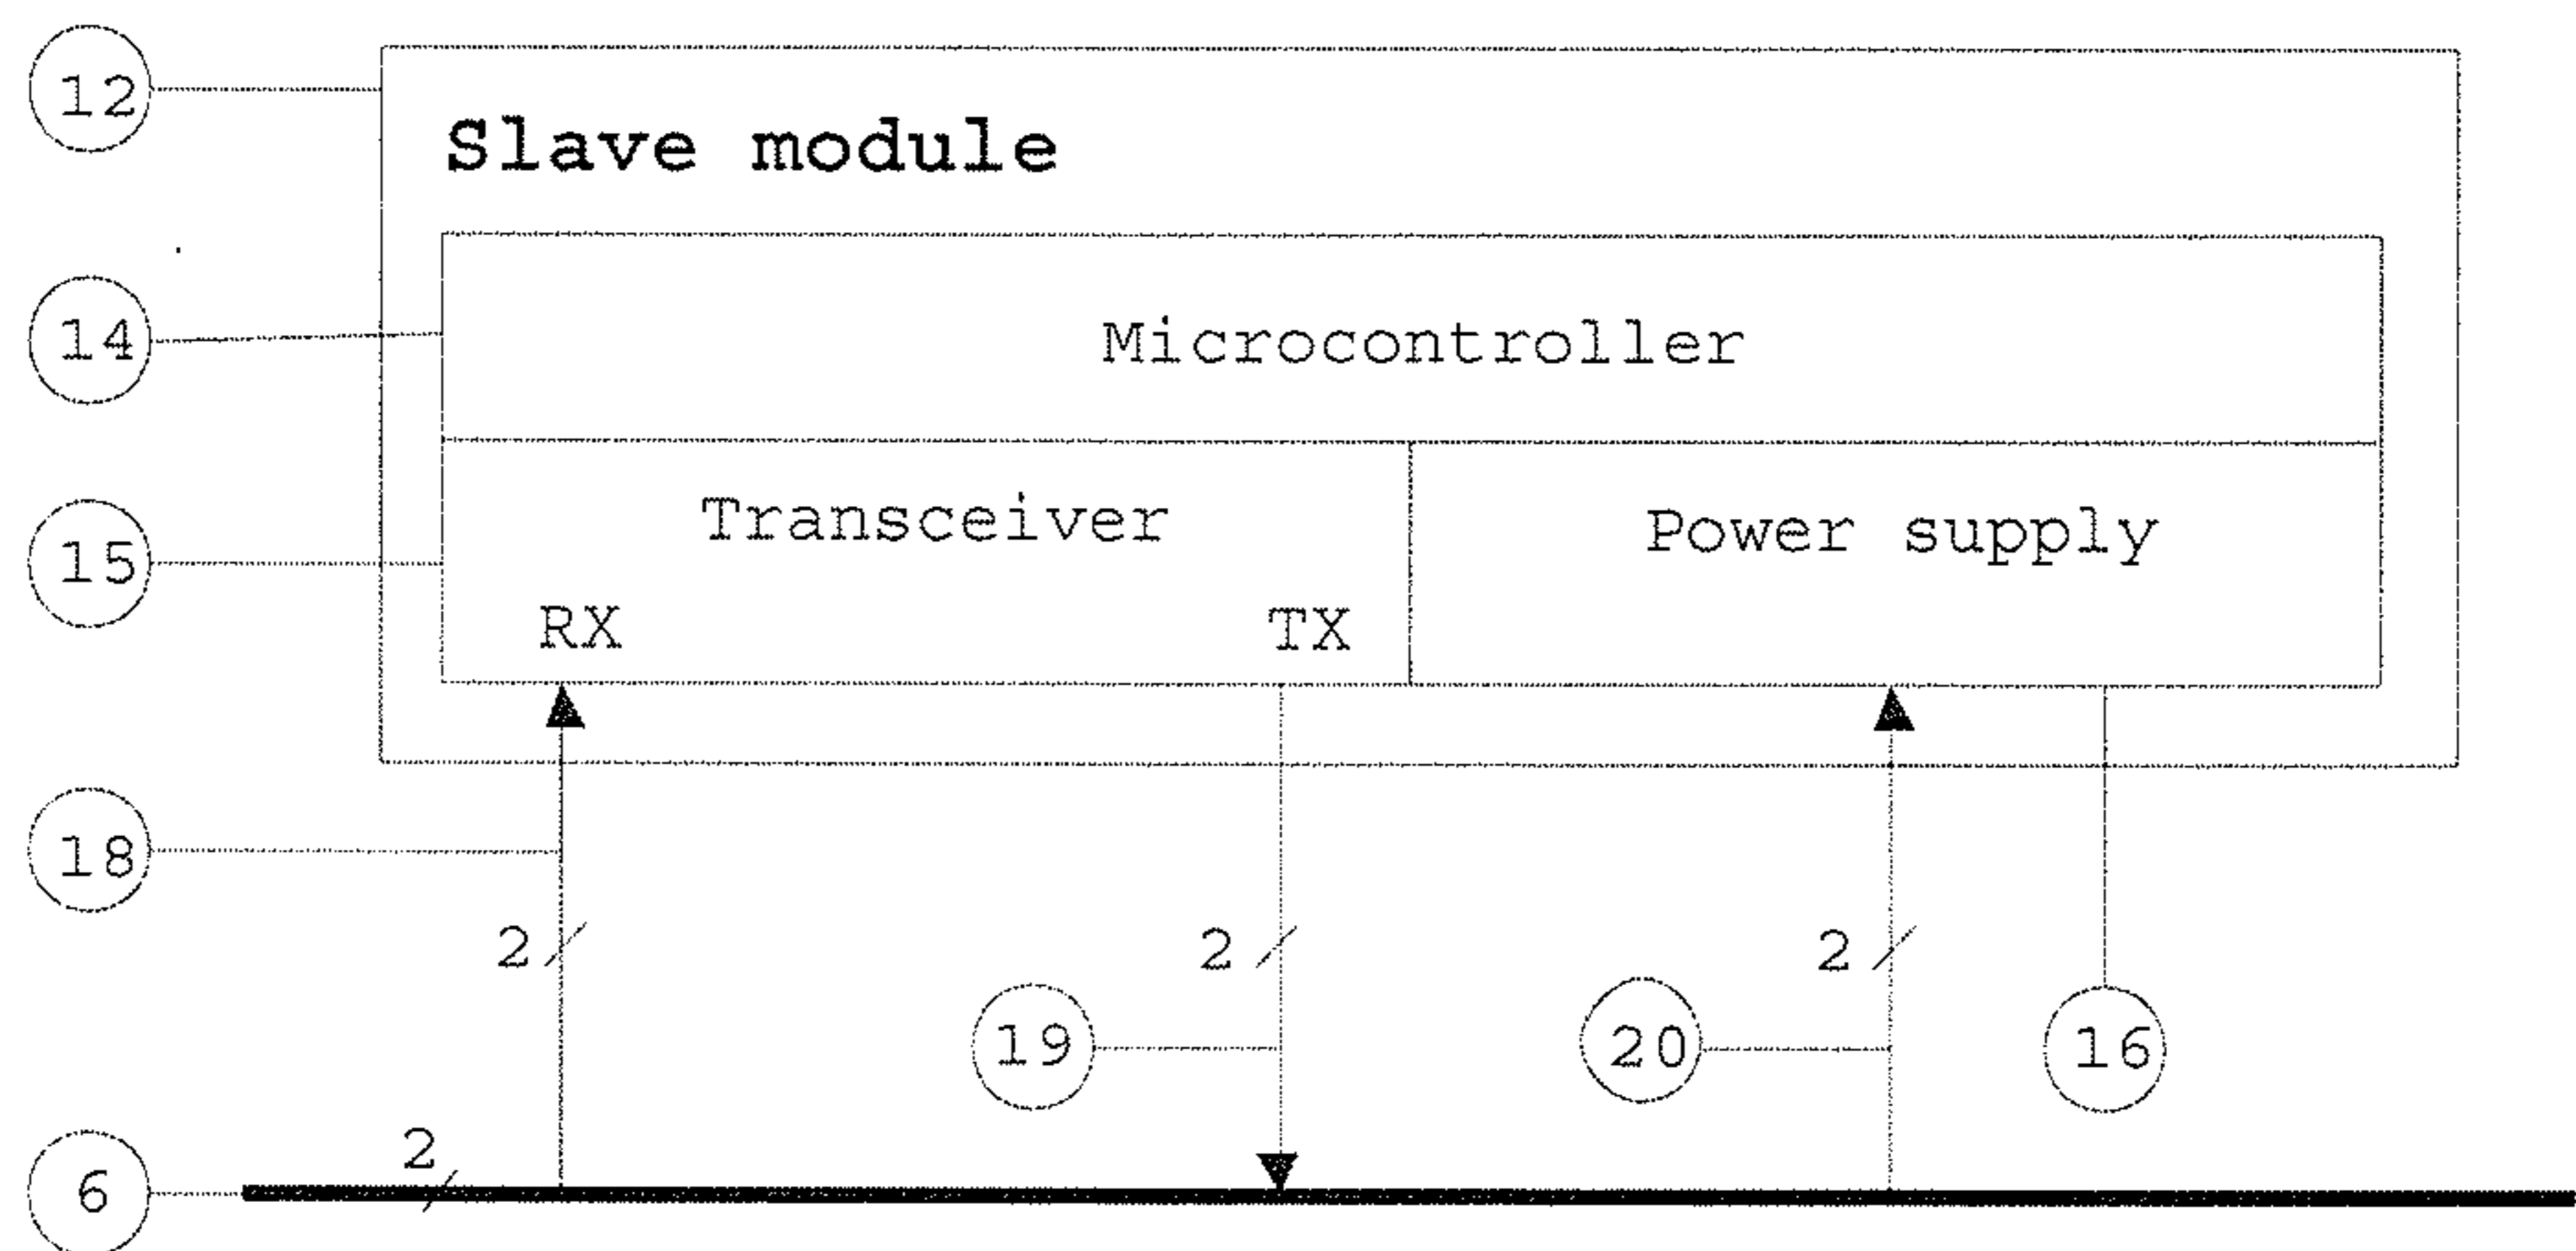 12
Slave module
14
Microcontroller
15
Transceiver
Power supply
RX
TX
18
2
2
2
19
20
16
2
6